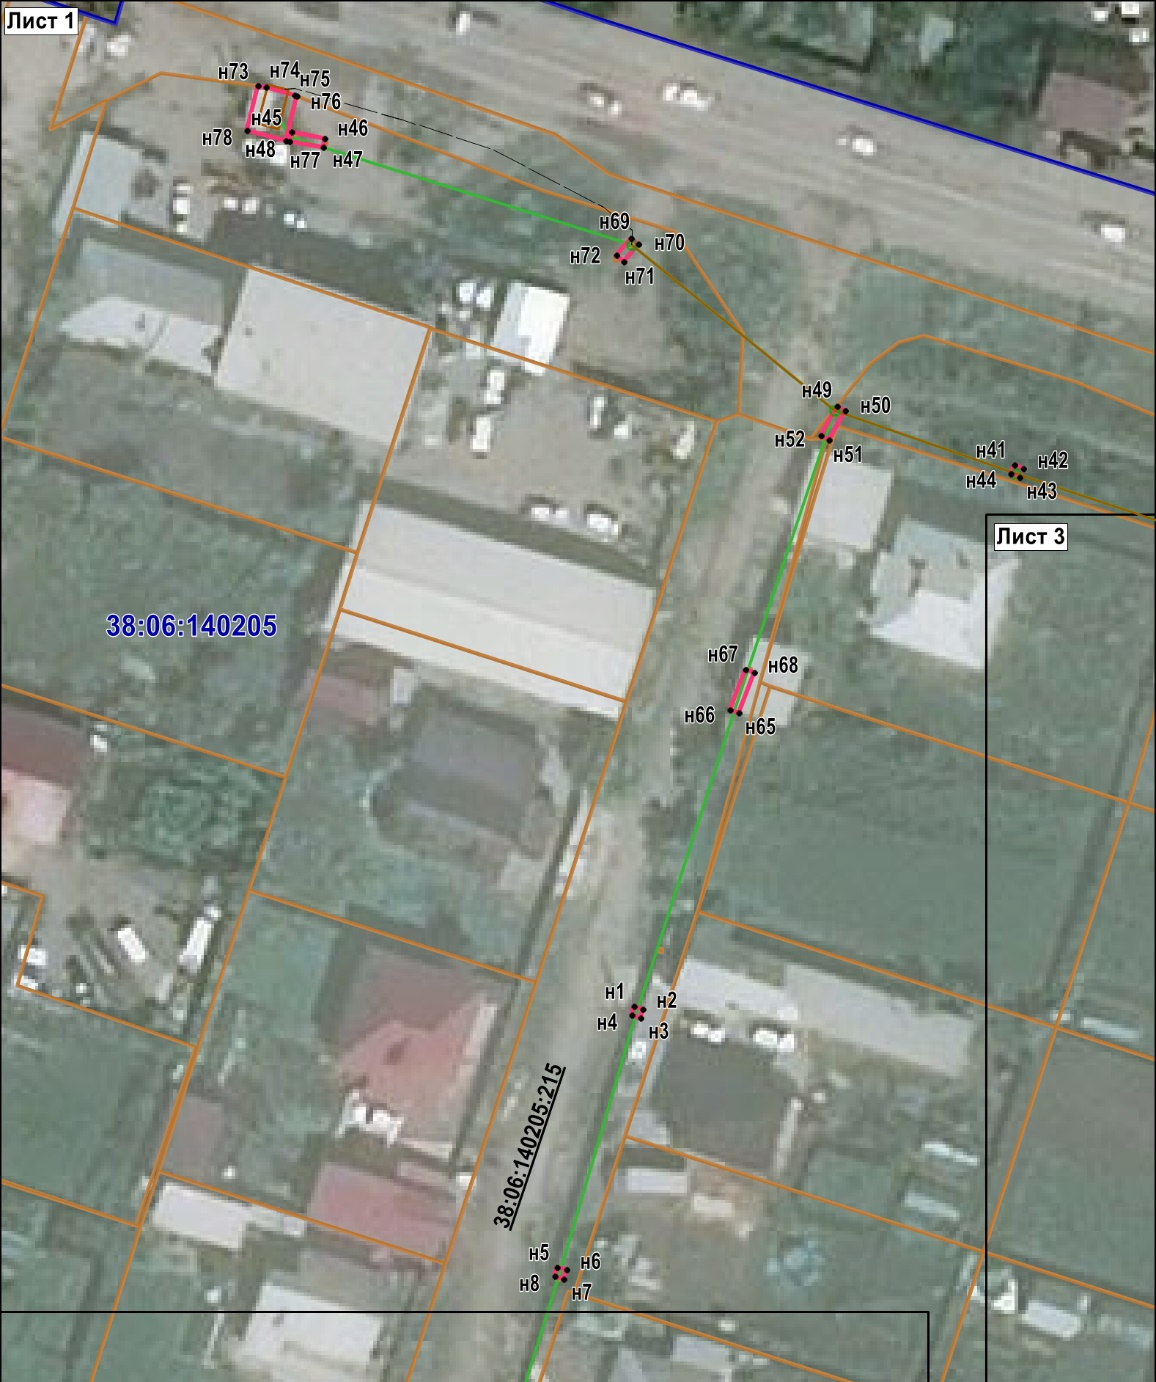 Лист 1
н73
н74
н75
н76
н45
н46
н78
н48
н77
н47
н69
н70
н72
н71
н49
н50
н52
н51
н41
н42
н44
н43
Лист 3
38:06:140205
н67
н68
н66
н65
н1
н2
н4
н3
38:06:140205:215
н5
н6
н8
н7